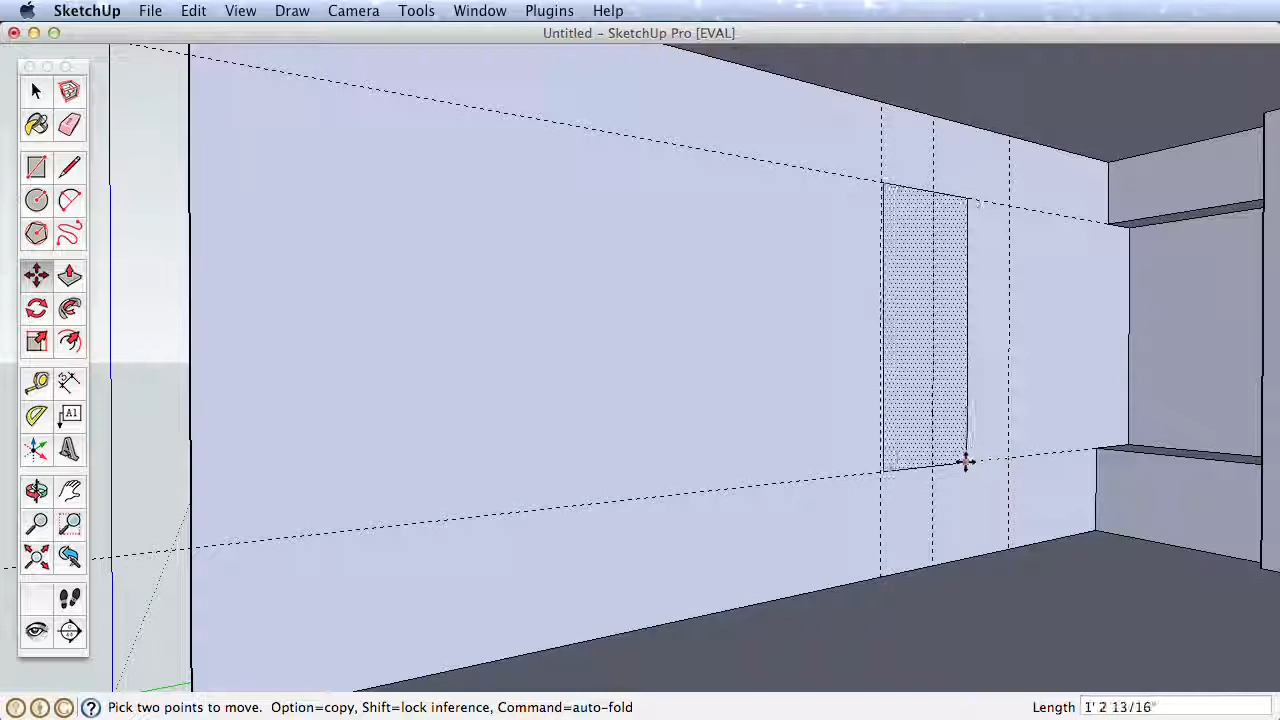 SketchUp File Edit View Draw Camera Tools Window Plugins Help
Untitled – SketchUp Pro [EVAL]
A1
Pick two points to move. Option=copy, Shift=lock inference, Command=auto-fold
Length 1' 2 13/16"